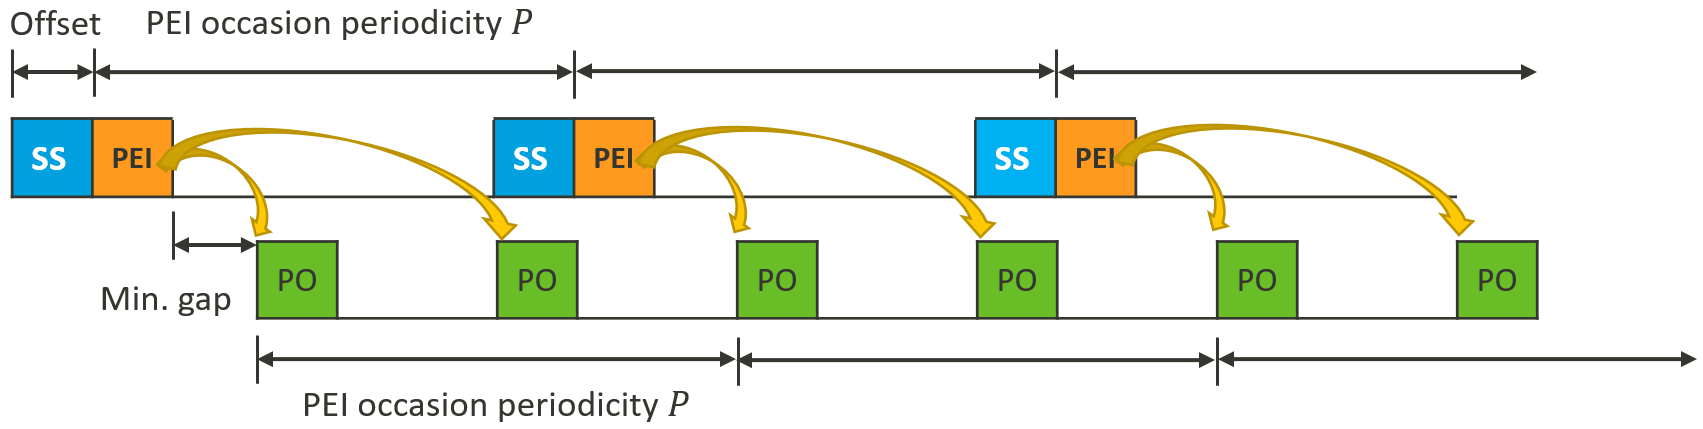 Offset
PEI occasion periodicity P
SS PEI SS PEI SS PEI
PO PO PO PO PO PO
Min. gap
PEI occasion periodicity P